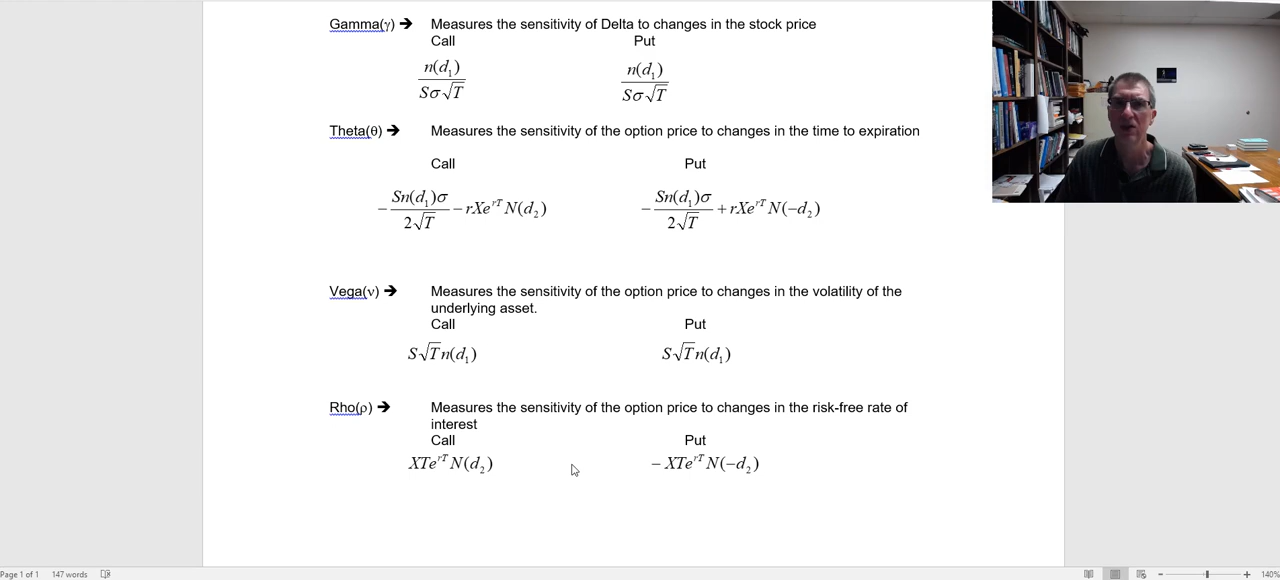 Gamma(γ) ➔ Measures the sensitivity of Delta to changes in the stock price
Call Put
n(d₁)/(Sσ√T) n(d₁)/(Sσ√T)
Theta(θ) ➔ Measures the sensitivity of the option price to changes in the time to expiration
Call Put
− Sn(d₁)σ/(2√T) − rXe^{rT} N(d₂) − Sn(d₁)σ/(2√T) + rXe^{rT} N(−d₂)
Vega(ν) ➔ Measures the sensitivity of the option price to changes in the volatility of the
underlying asset.
Call Put
S√T n(d₁) S√T n(d₁)
Rho(ρ) ➔ Measures the sensitivity of the option price to changes in the risk-free rate of
interest
Call Put
XTe^{rT} N(d₂) − XTe^{rT} N(−d₂)
Page 1 of 1 147 words 140%